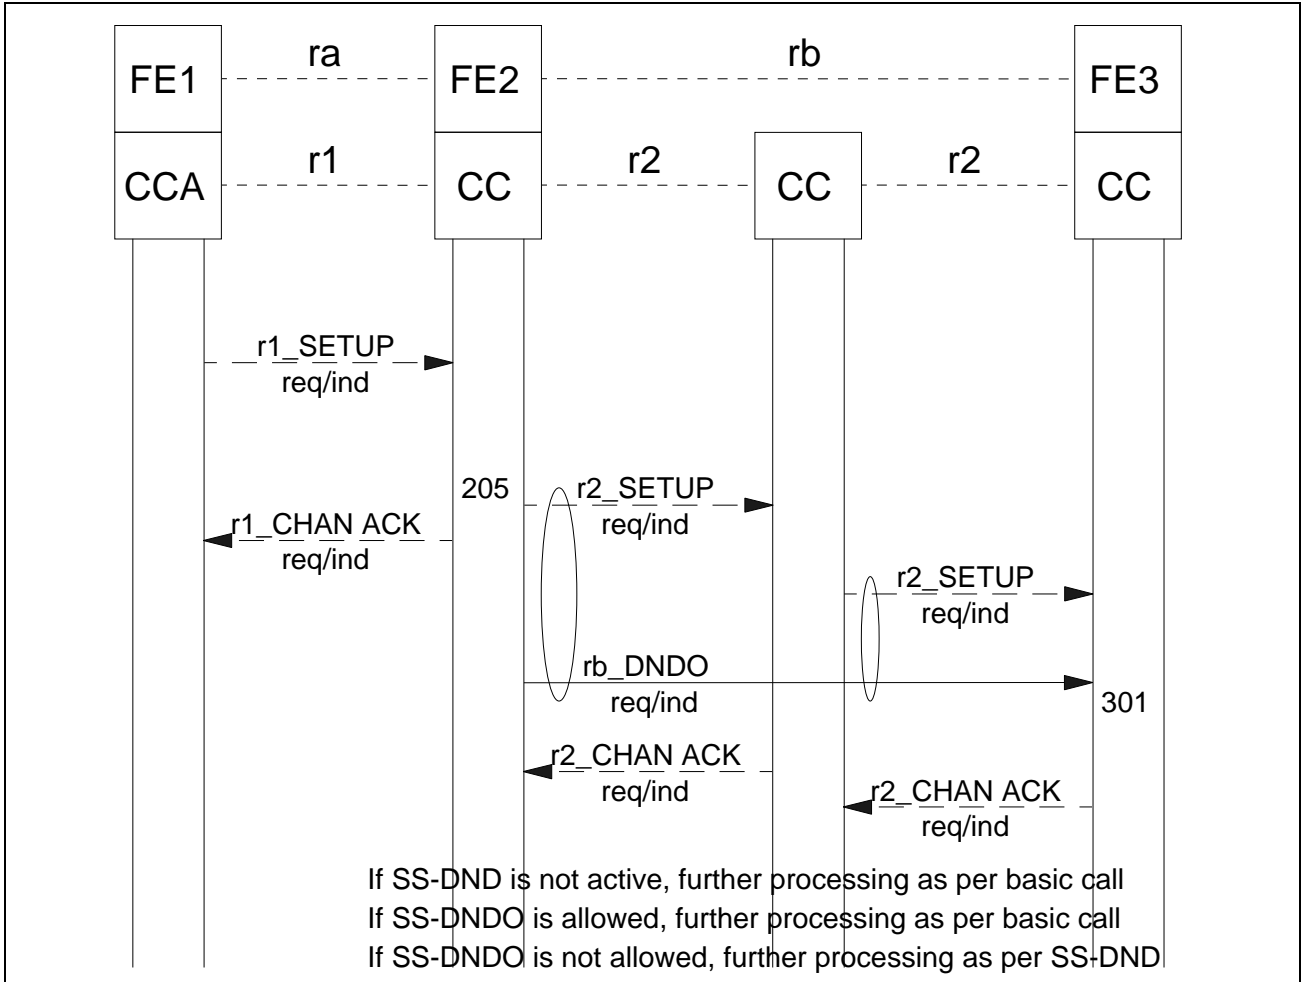 ra
rb
FE1
FE2
FE3
r1
r2
r2
CCA
CC
CC
CC
r1_SETUP
req/ind
205
r2_SETUP
req/ind
r1_CHAN ACK
req/ind
r2_SETUP
req/ind
rb_DNDO
req/ind
301
r2_CHAN ACK
req/ind
r2_CHAN ACK
req/ind
If SS-DND is not active, further processing as per basic call
If SS-DNDO is allowed, further processing as per basic call
If SS-DNDO is not allowed, further processing as per SS-DND